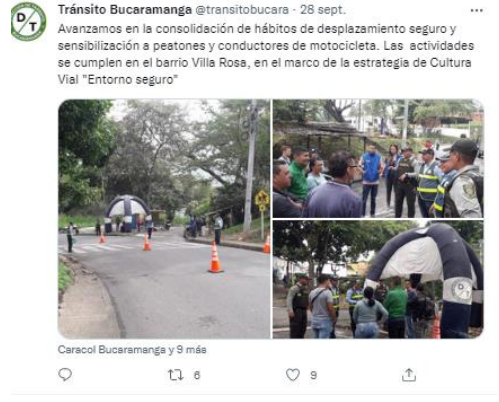 Tránsito Bucaramanga @transitobucara · 28 sept. ···
Avanzamos en la consolidación de hábitos de desplazamiento seguro y
sensibilización a peatones y conductores de motocicleta. Las actividades
se cumplen en el barrio Villa Rosa, en el marco de la estrategia de Cultura
Vial "Entorno seguro"
Caracol Bucaramanga y 9 más
6 9